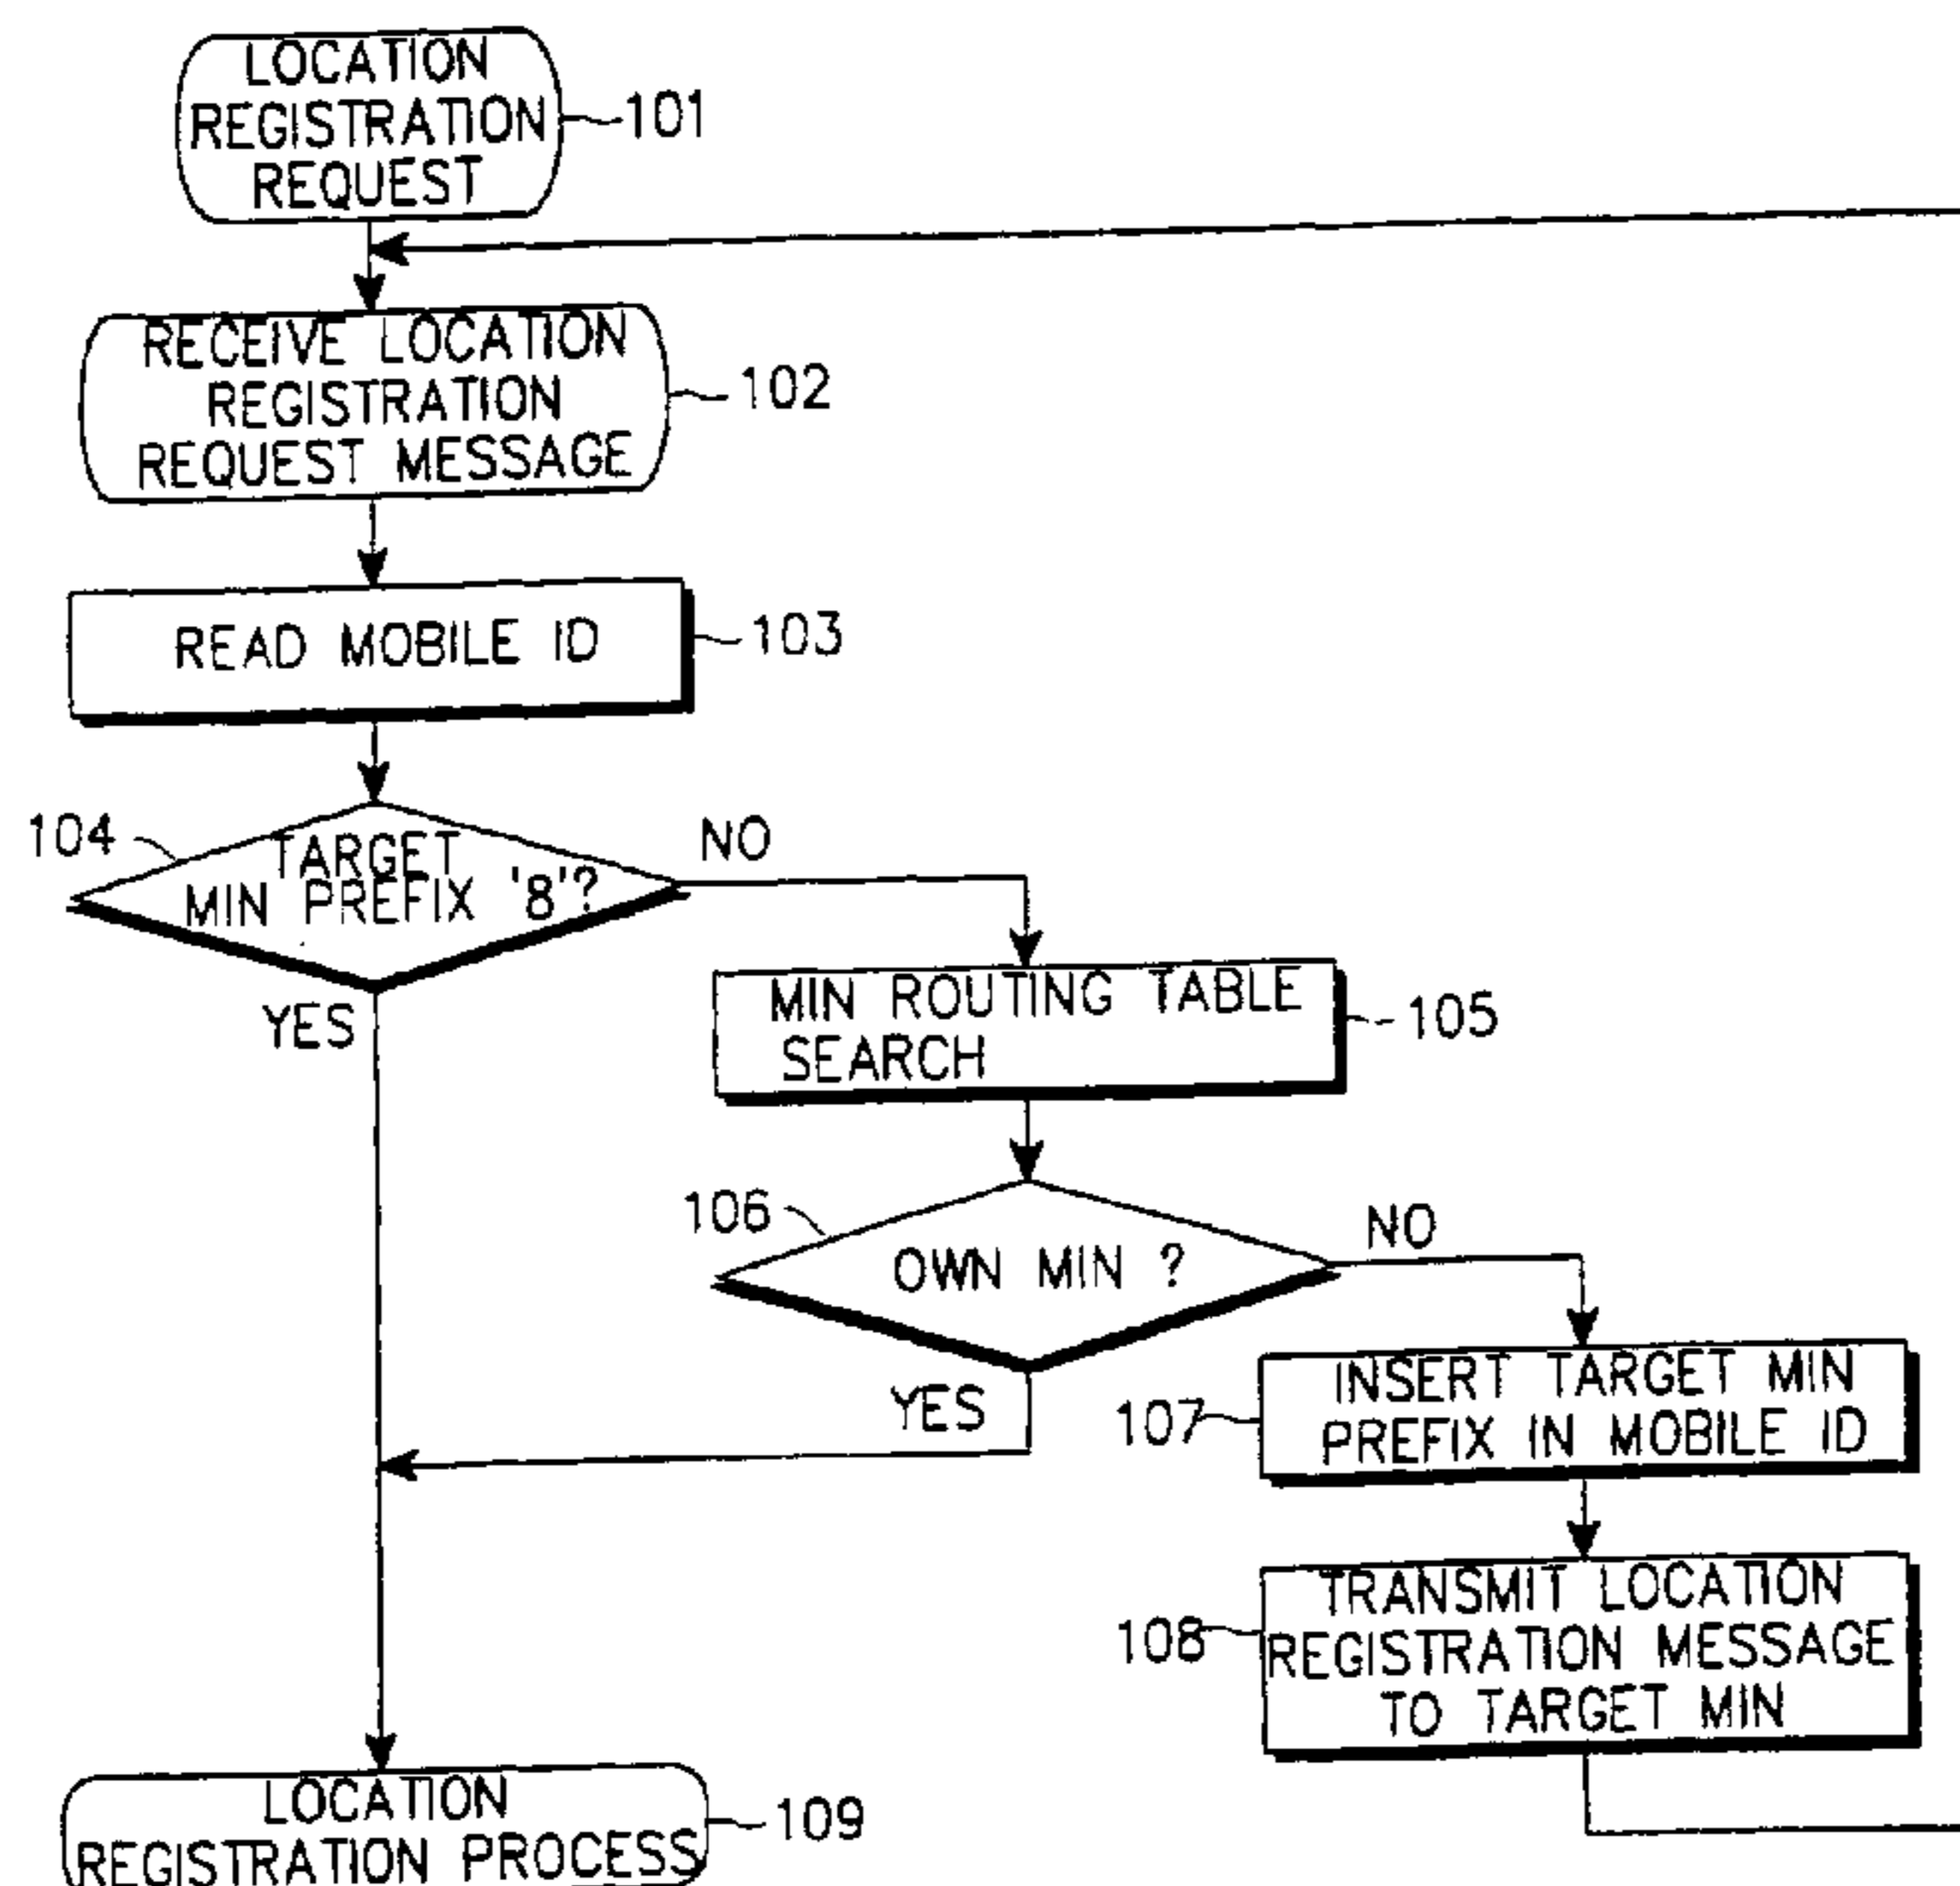 LOCATION
REGISTRATION
REQUEST
101
RECEIVE LOCATION
REGISTRATION
REQUEST MESSAGE
102
READ MOBILE ID
103
104
TARGET
MIN PREFIX '8'?
NO
YES
MIN ROUTING TABLE
SEARCH
105
106
OWN MIN ?
NO
YES
107
INSERT TARGET MIN
PREFIX IN MOBILE ID
108
TRANSMIT LOCATION
REGISTRATION MESSAGE
TO TARGET MIN
LOCATION
REGISTRATION PROCESS
109